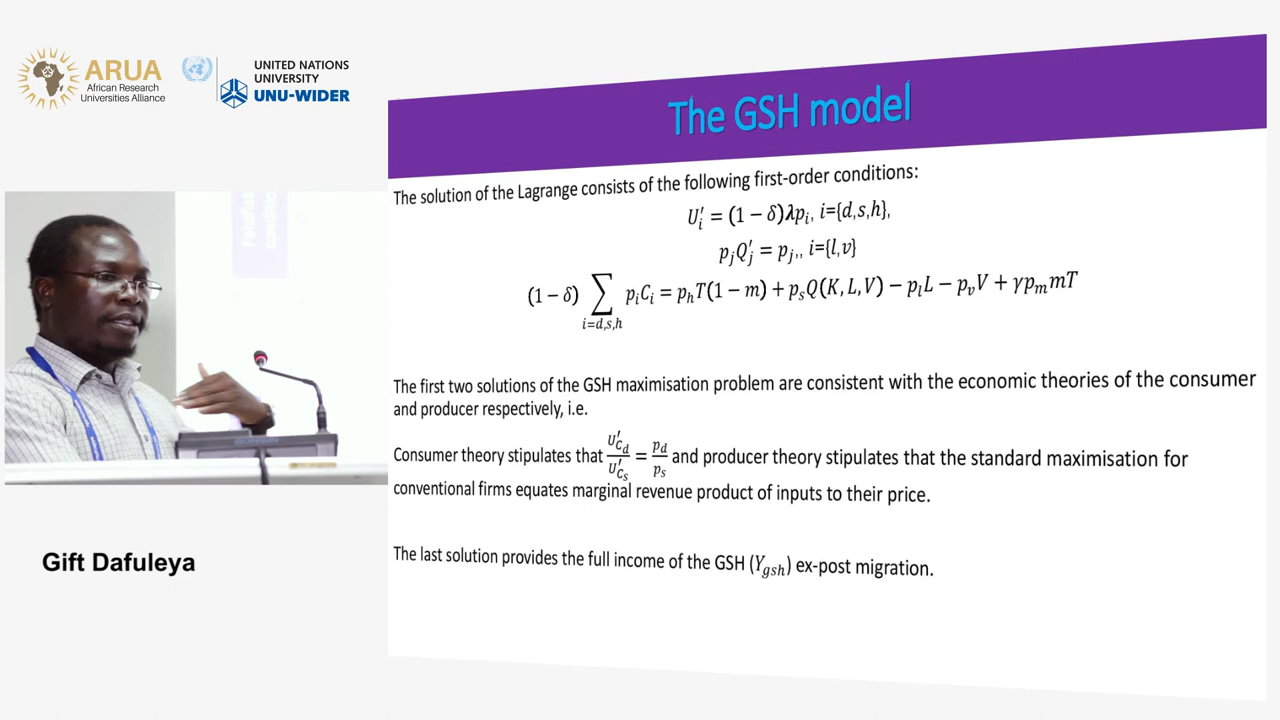 ARUA
African Research
Universities Alliance
UNITED NATIONS
UNIVERSITY
UNU-WIDER
The GSH model
The solution of the Lagrange consists of the following first-order conditions:
U′ᵢ = (1 − δ)λpᵢ, i={d,s,h},
pⱼQ′ⱼ = pⱼ,, i={l,v}
(1 − δ) ∑_{i=d,s,h} pᵢCᵢ = pₕT(1 − m) + pₛQ(K, L, V) − pₗL − pᵥV + γpₘmT
The first two solutions of the GSH maximisation problem are consistent with the economic theories of the consumer
and producer respectively, i.e.
Consumer theory stipulates that U′_{C_d}/U′_{C_s} = p_d/p_s and producer theory stipulates that the standard maximisation for
conventional firms equates marginal revenue product of inputs to their price.
The last solution provides the full income of the GSH (Y_{gsh}) ex-post migration.
Gift Dafuleya